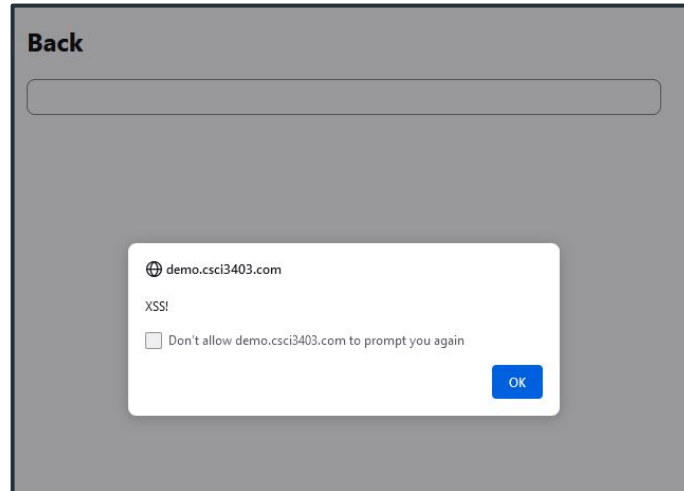 Back
demo.csci3403.com
XSS!
Don't allow demo.csci3403.com to prompt you again
OK